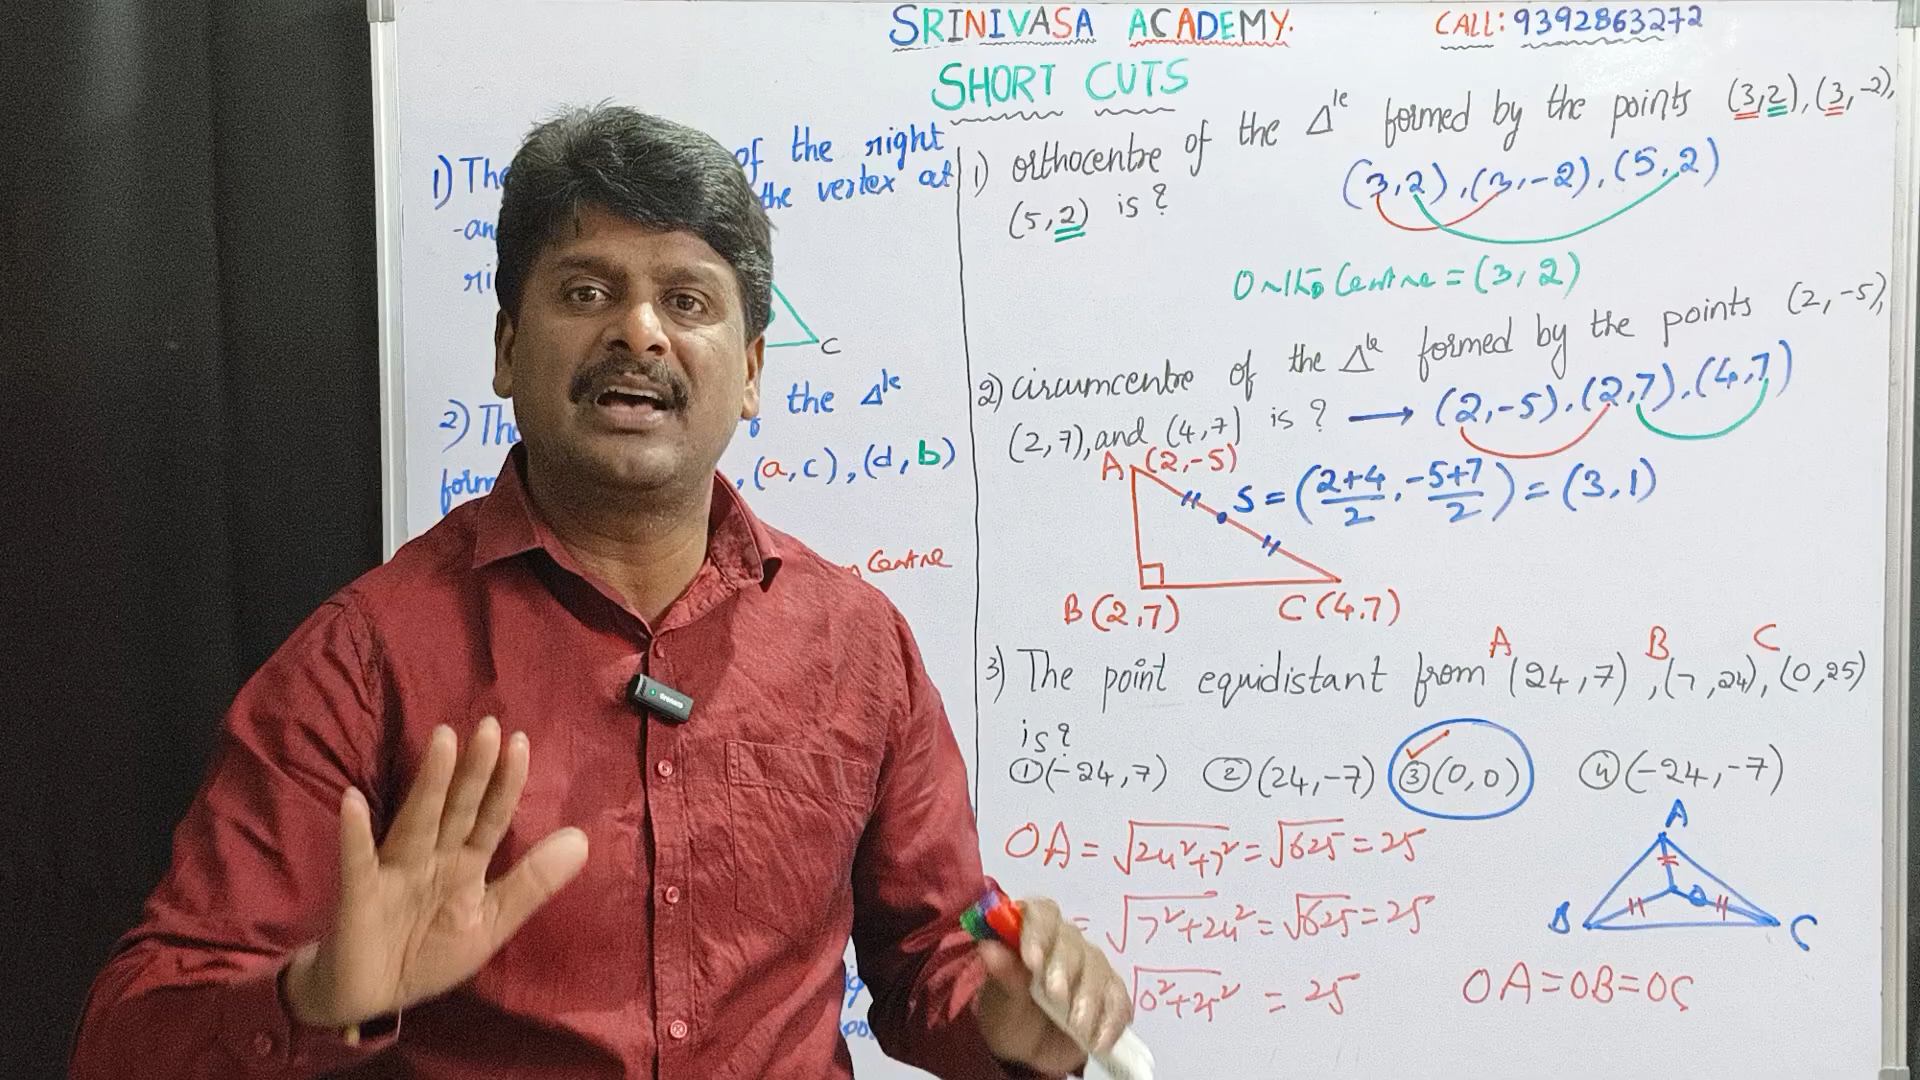 SRINIVASA ACADEMY.
CALL: 9392863272
SHORT CUTS
1) The of the right
the vertex at
-an
ri
C
2) The the Δle
form , (a,c), (d, b)
Centre
1) orthocentre of the Δle formed by the points (3,2), (3,-2),
(5,2) is?
(3,2), (3,-2), (5,2)
Ortho Centre = (3,2)
2) circumcentre of the Δle formed by the points (2,-5),
(2,7), and (4,7) is? → (2,-5), (2,7), (4,7)
A (2,-5)
S = (2+4/2, -5+7/2) = (3,1)
B (2,7) C (4,7)
A B C
3) The point equidistant from (24,7), (7,24), (0,25)
is?
① (-24,7) ② (24,-7) ③ (0,0) ④ (-24,-7)
OA = √24²+7² = √625 = 25
= √7²+24² = √625 = 25
√0²+25² = 25
A
B C
OA = OB = OC